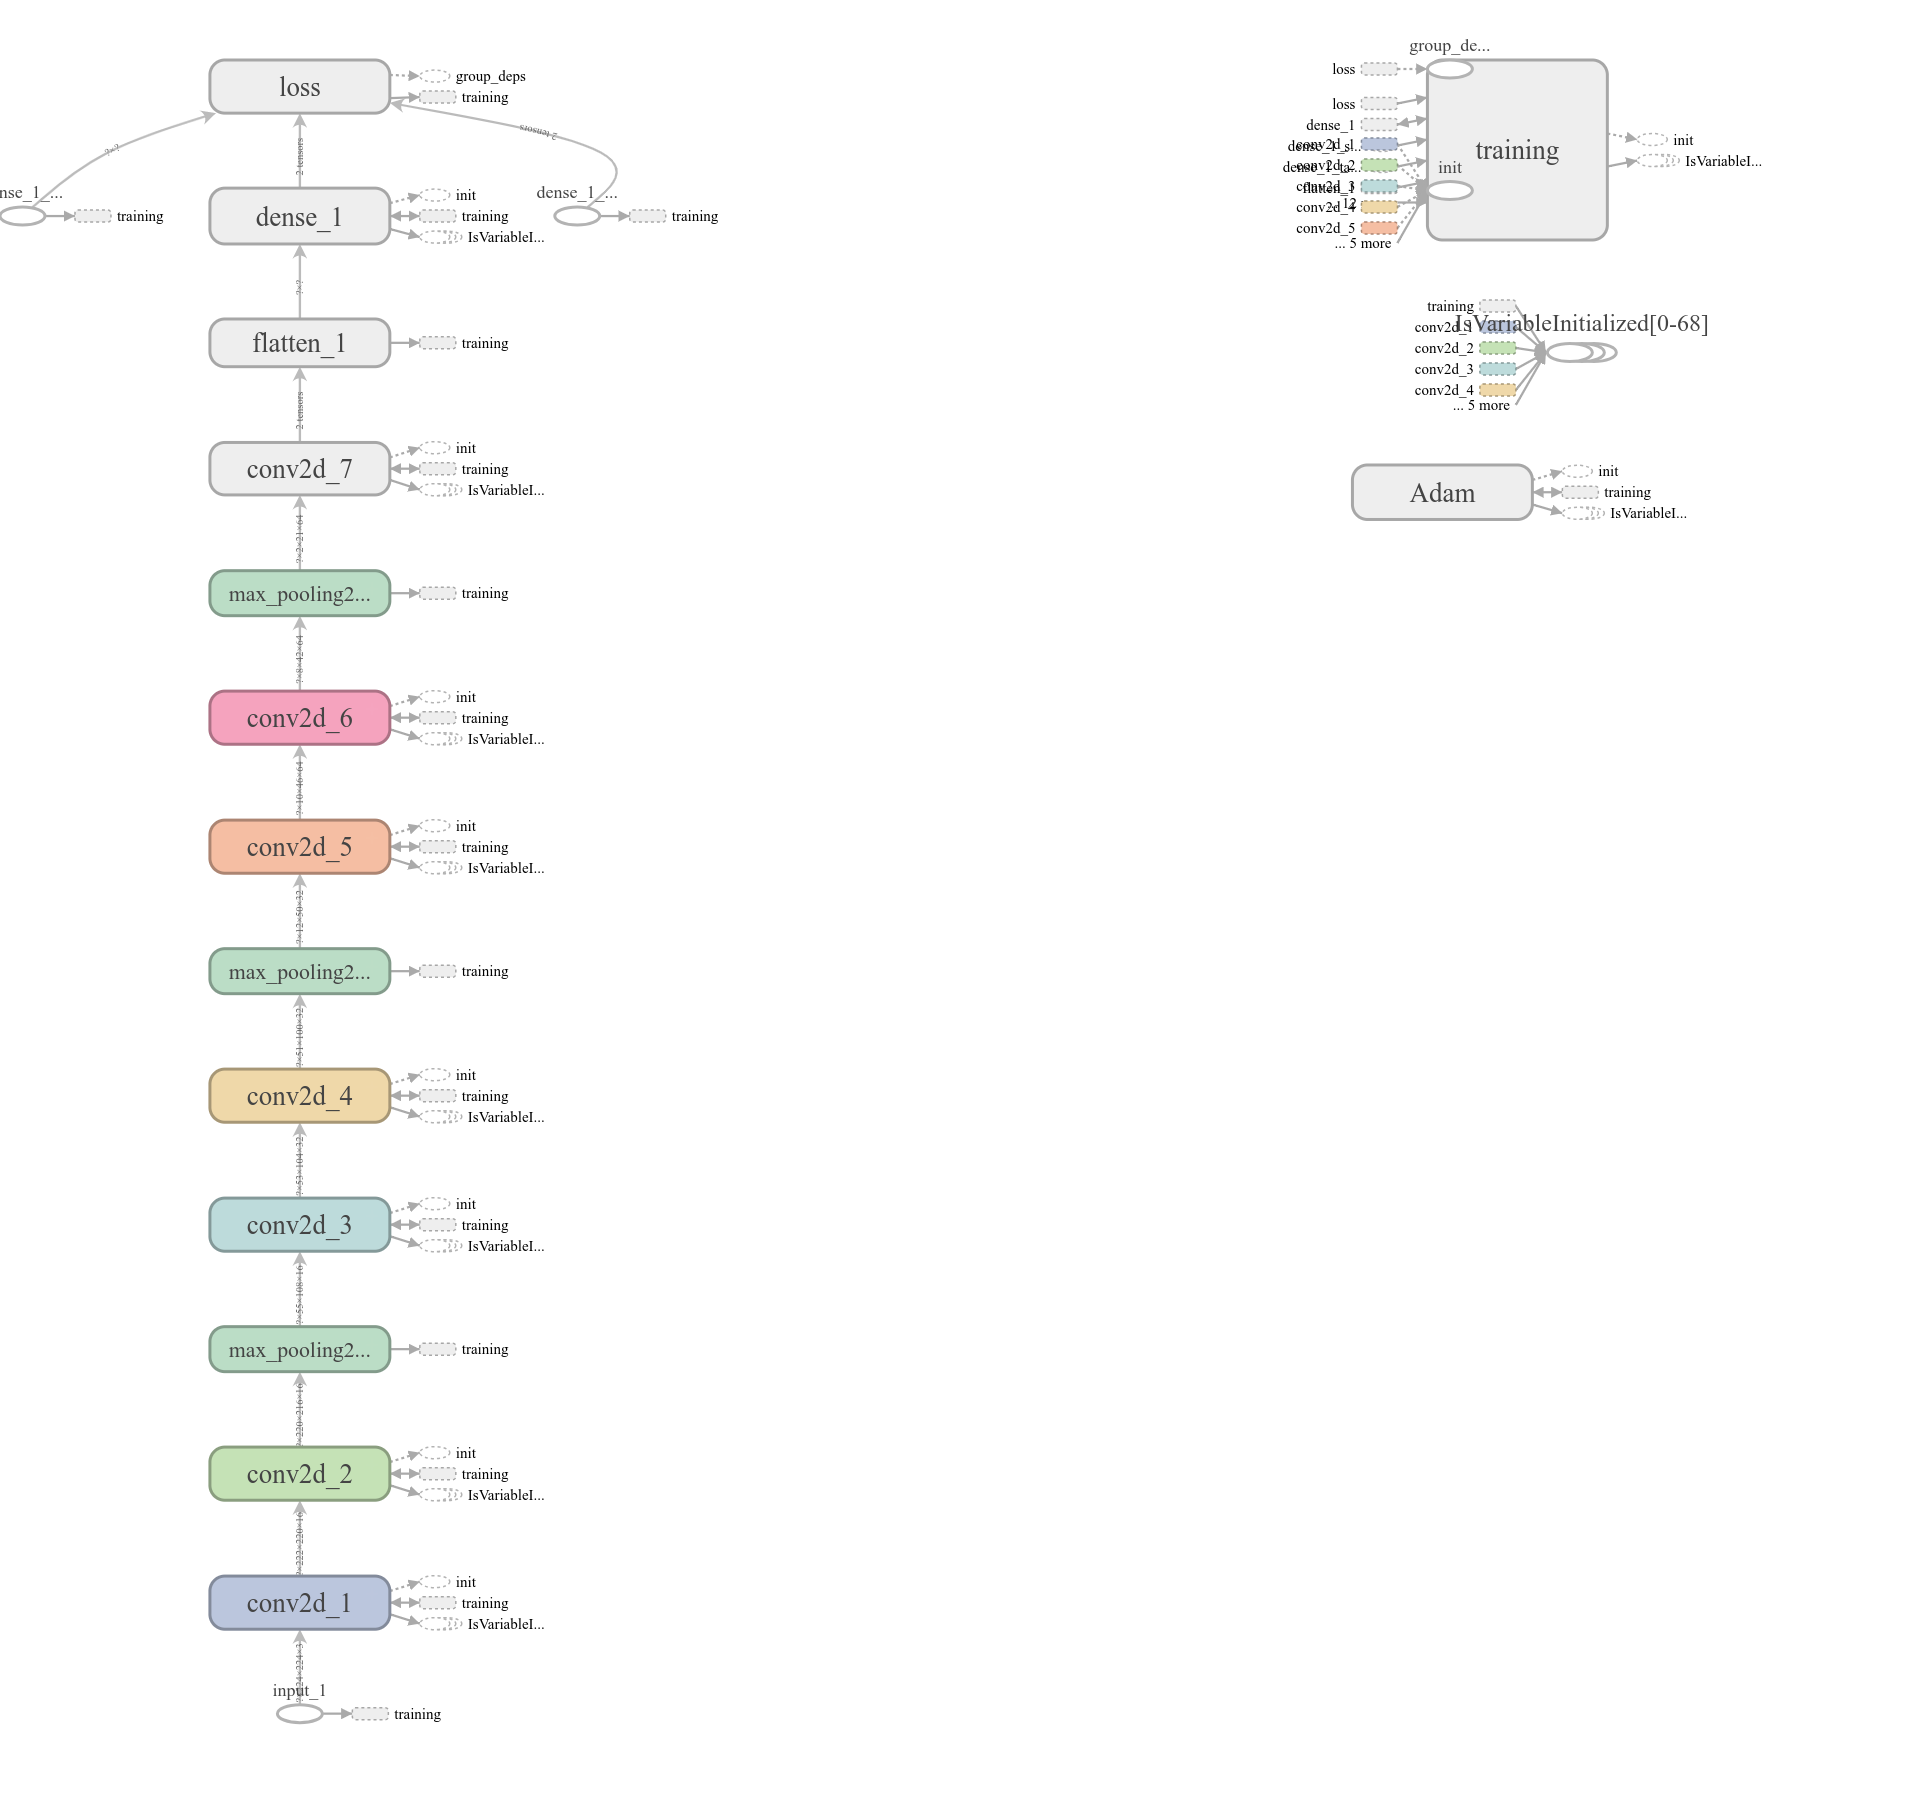 loss
group_deps
training
?×?
2 tensors
2 tensors
nse_1_...
training
dense_1
init
training
IsVariableI...
dense_1_...
training
?×?
flatten_1
training
2 tensors
conv2d_7
init
training
IsVariableI...
?×2×21×64
max_pooling2...
training
?×8×42×64
conv2d_6
init
training
IsVariableI...
?×10×46×64
conv2d_5
init
training
IsVariableI...
?×12×50×32
max_pooling2...
training
?×51×100×32
conv2d_4
init
training
IsVariableI...
?×53×104×32
conv2d_3
init
training
IsVariableI...
?×55×108×16
max_pooling2...
training
?×220×216×16
conv2d_2
init
training
IsVariableI...
?×222×220×16
conv2d_1
init
training
IsVariableI...
?×224×224×3
input_1
training
group_de...
loss
loss
dense_1
conv2d_1
dense_1_s...
conv2d_2
dense_1_ta...
conv2d_3
flatten_1
conv2d_4
conv2d_5
... 5 more
training
init
init
IsVariableI...
training
IsVariableInitialized[0-68]
conv2d_1
conv2d_2
conv2d_3
conv2d_4
... 5 more
Adam
init
training
IsVariableI...